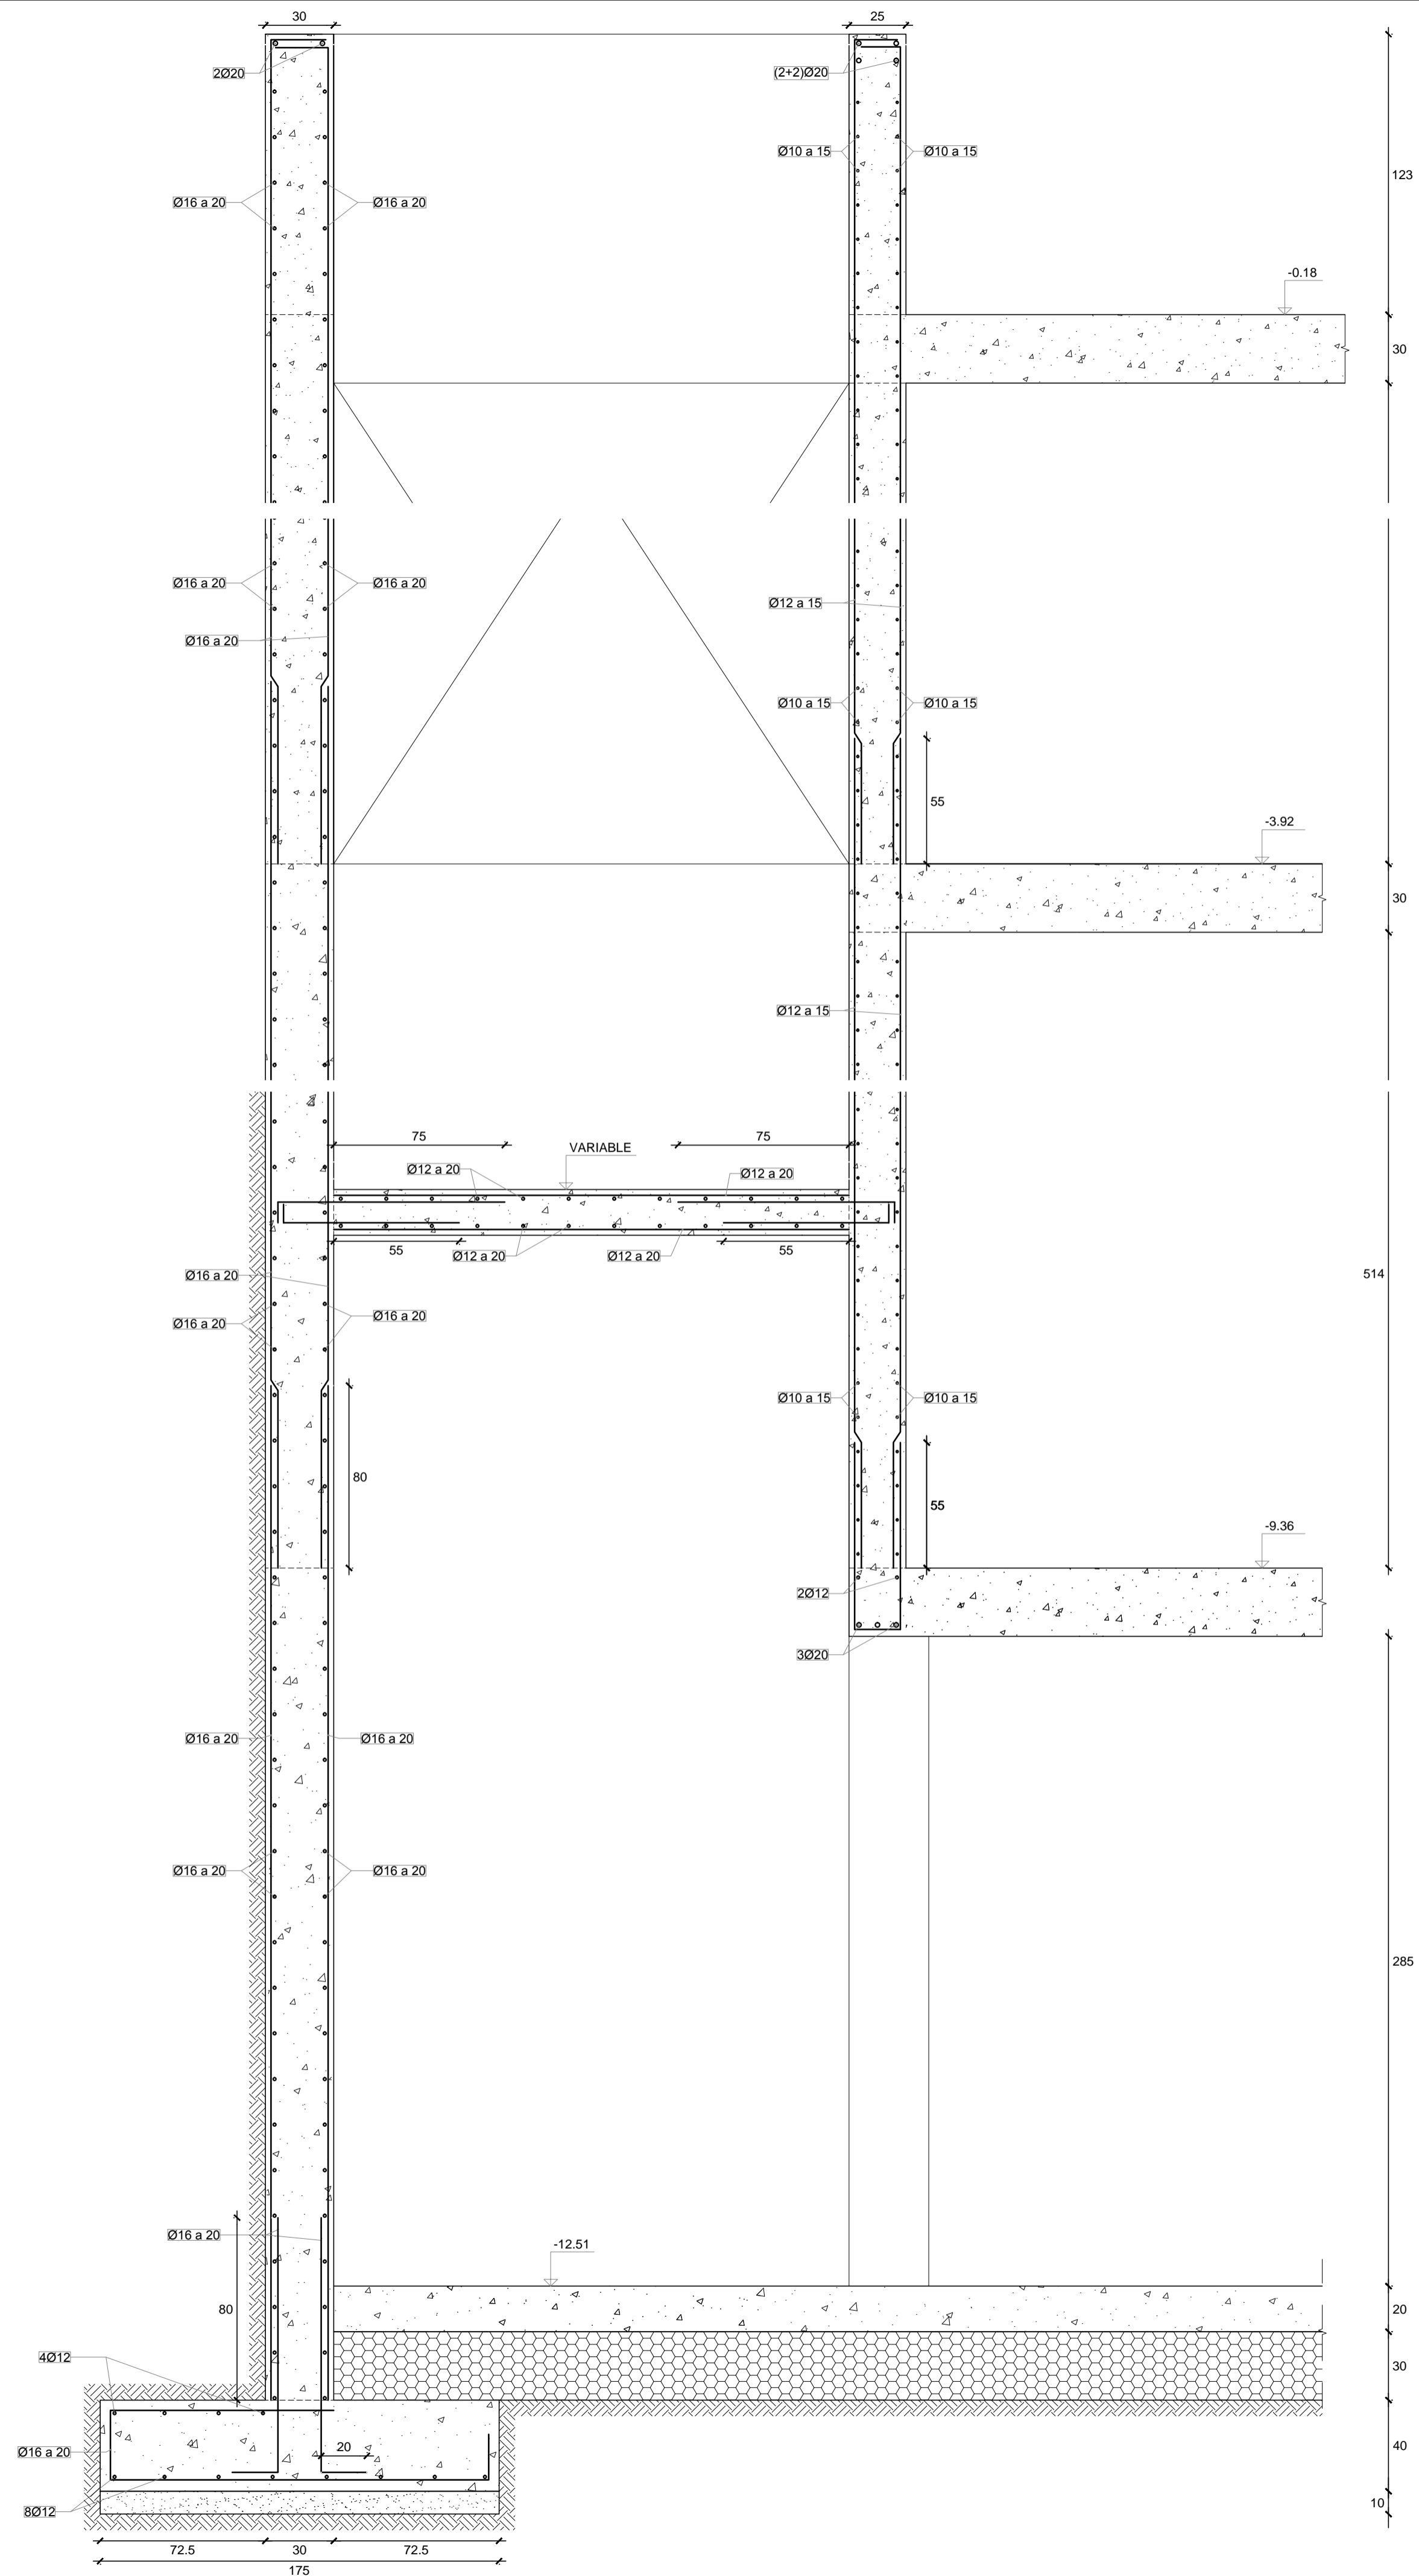 30
25
2Ø20
(2+2)Ø20
Ø10 a 15
Ø10 a 15
123
Ø16 a 20
Ø16 a 20
-0.18
30
Ø16 a 20
Ø16 a 20
Ø12 a 15
Ø16 a 20
Ø10 a 15
Ø10 a 15
55
-3.92
30
Ø12 a 15
75
75
VARIABLE
Ø12 a 20
Ø12 a 20
55
Ø12 a 20
Ø12 a 20
55
Ø16 a 20
514
Ø16 a 20
Ø16 a 20
Ø10 a 15
Ø10 a 15
80
55
-9.36
2Ø12
3Ø20
Ø16 a 20
Ø16 a 20
Ø16 a 20
Ø16 a 20
285
Ø16 a 20
-12.51
80
20
4Ø12
30
Ø16 a 20
20
40
8Ø12
10
72.5
30
72.5
175